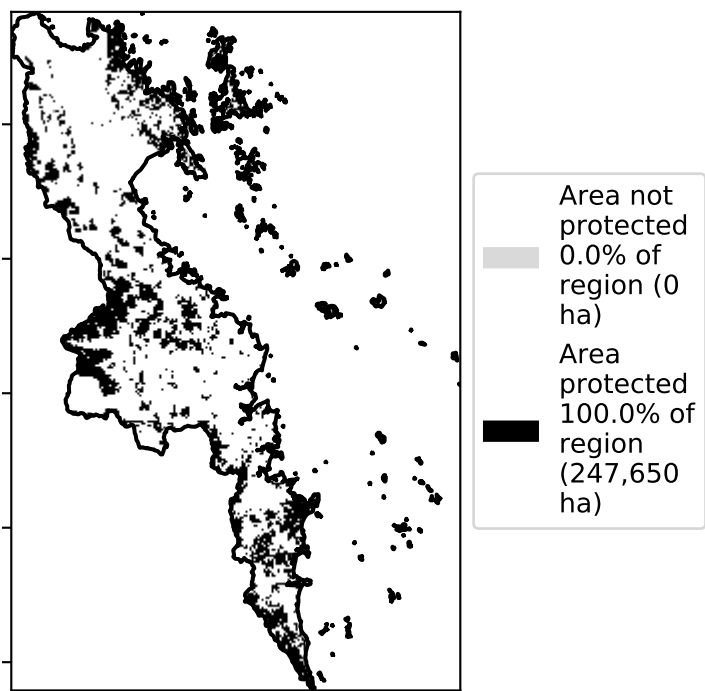 Area not
protected
0.0% of
region (0
ha)
Area
protected
100.0% of
region
(247,650
ha)